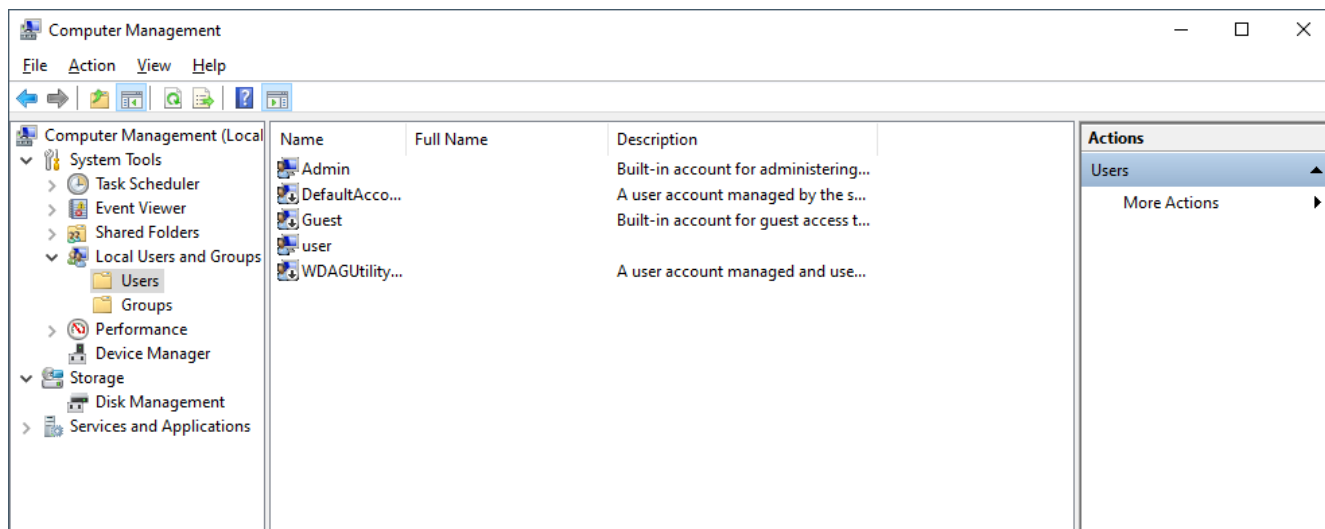 Computer Management
File Action View Help
Computer Management (Local
System Tools
Task Scheduler
Event Viewer
Shared Folders
Local Users and Groups
Users
Groups
Performance
Device Manager
Storage
Disk Management
Services and Applications
Name Full Name Description
Admin Built-in account for administering...
DefaultAcco... A user account managed by the s...
Guest Built-in account for guest access t...
user
WDAGUtility... A user account managed and use...
Actions
Users
More Actions